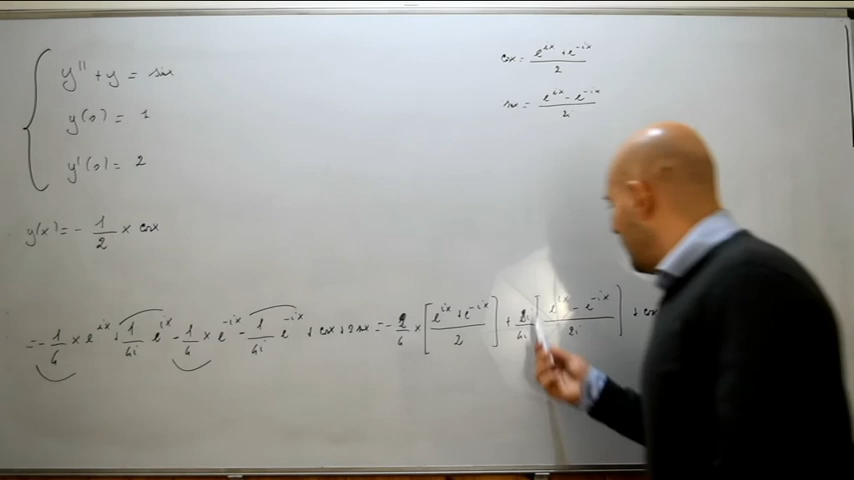 y'' + y = sin x
y(0) = 1
y'(0) = 2
cos x = (e^{ix} + e^{-ix})/2
sin x = (e^{ix} - e^{-ix})/2i
y(x) = - 1/2 x cos x
= - 1/4 x e^{ix} + 1/4i e^{ix} - 1/4 x e^{-ix} - 1/4i e^{-ix} + cos x + 2 sin x = - 2/4 x [(e^{ix} + e^{-ix})/2] + 2i/4i [(e^{ix} - e^{-ix})/2i] + cos